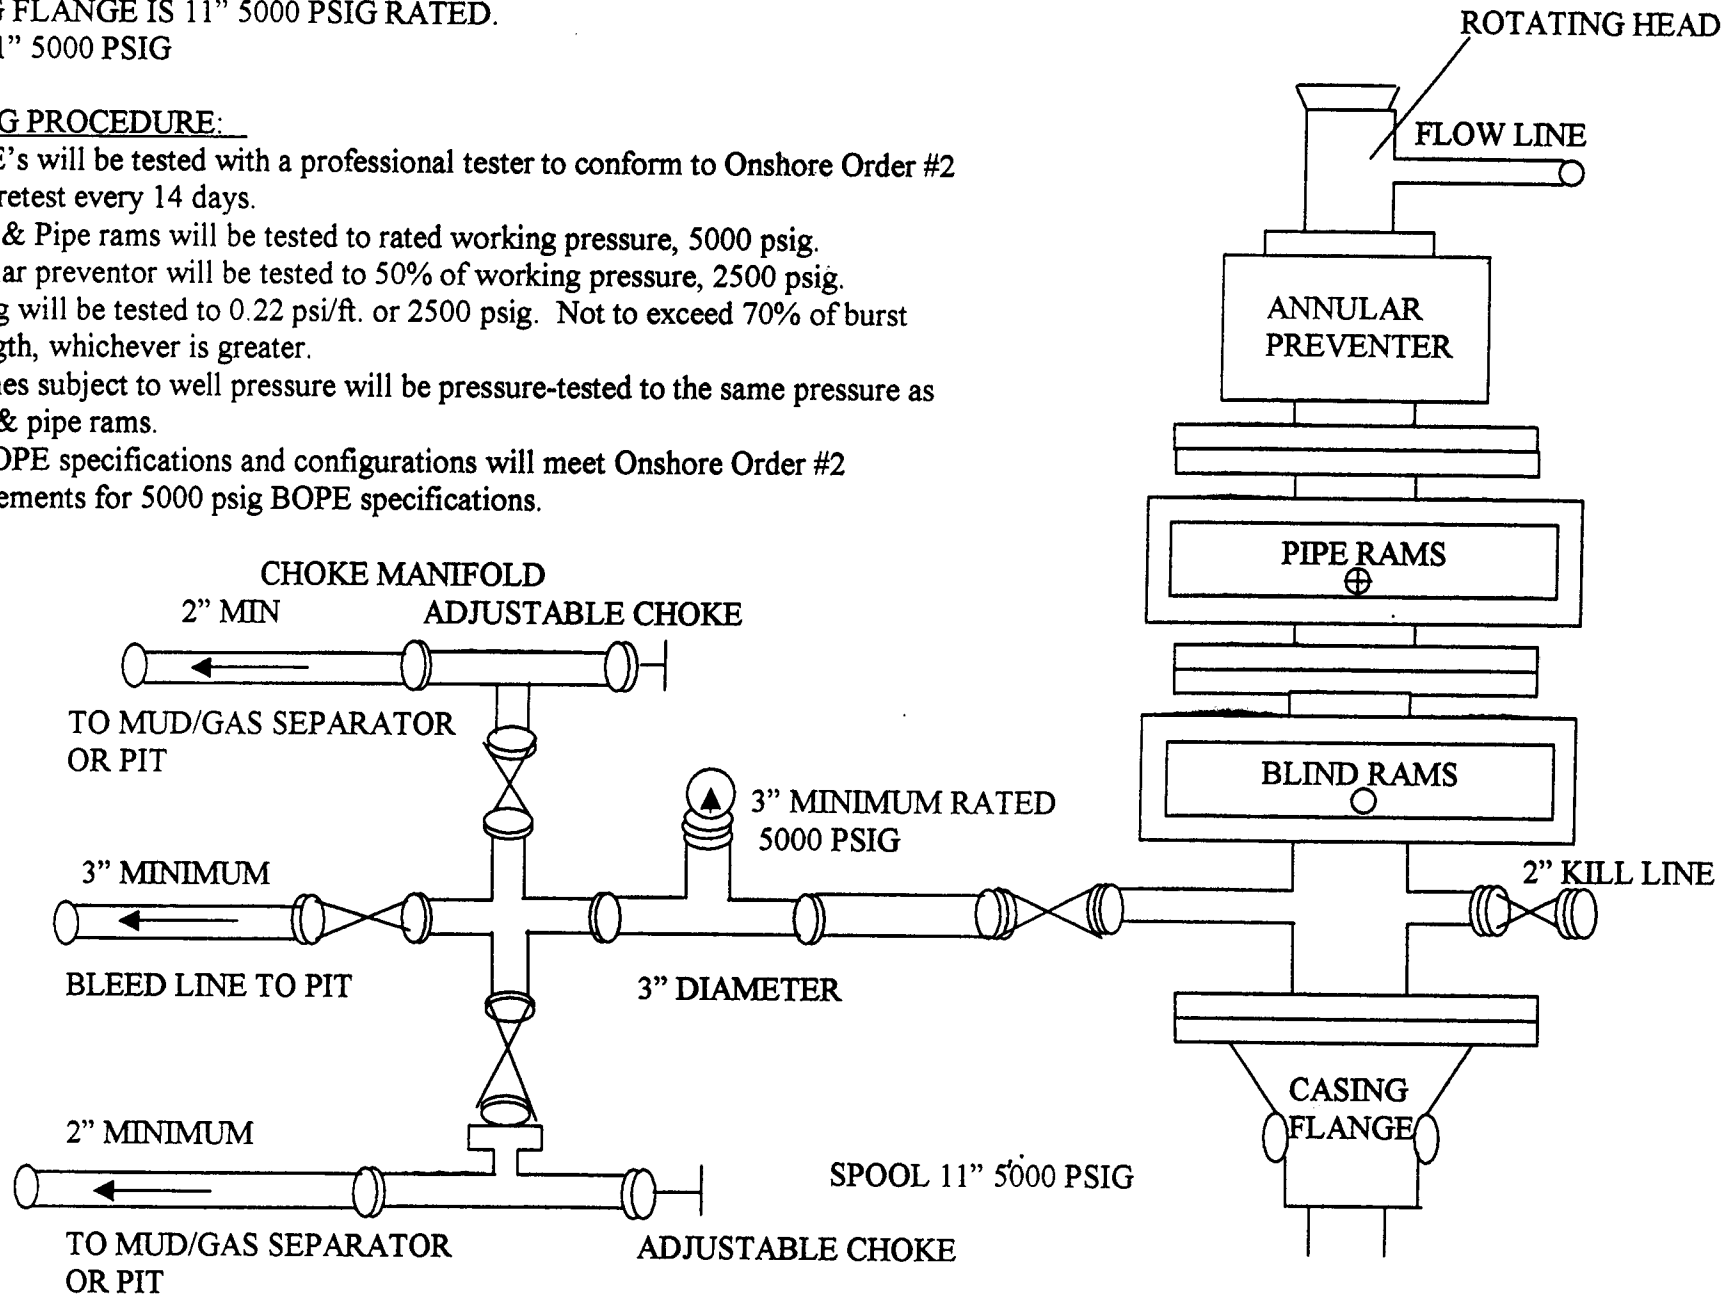 FLANGE IS 11” 5000 PSIG RATED.
1” 5000 PSIG
G PROCEDURE:
E’s will be tested with a professional tester to conform to Onshore Order #2
retest every 14 days.
& Pipe rams will be tested to rated working pressure, 5000 psig.
ar preventor will be tested to 50% of working pressure, 2500 psig.
g will be tested to 0.22 psi/ft. or 2500 psig. Not to exceed 70% of burst
gth, whichever is greater.
nes subject to well pressure will be pressure-tested to the same pressure as
& pipe rams.
OPE specifications and configurations will meet Onshore Order #2
ements for 5000 psig BOPE specifications.
ROTATING HEAD
FLOW LINE
ANNULAR
PREVENTER
PIPE RAMS
BLIND RAMS
2” KILL LINE
CASING
FLANGE
CHOKE MANIFOLD
2” MIN
ADJUSTABLE CHOKE
TO MUD/GAS SEPARATOR
OR PIT
3” MINIMUM RATED
5000 PSIG
3” MINIMUM
BLEED LINE TO PIT
3” DIAMETER
2” MINIMUM
SPOOL 11” 5000 PSIG
TO MUD/GAS SEPARATOR
OR PIT
ADJUSTABLE CHOKE